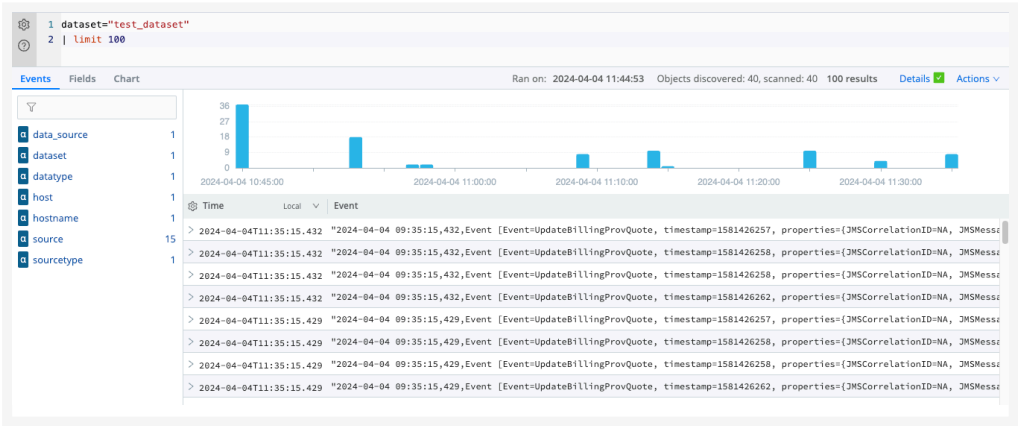 1 dataset="test_dataset"
2 | limit 100
Events Fields Chart Ran on: 2024-04-04 11:44:53 Objects discovered: 40, scanned: 40 100 results Details Actions
α data_source 1
α dataset 1
α datatype 1
α host 1
α hostname 1
α source 15
α sourcetype 1
36
27
18
9
0
2024-04-04 10:45:00 2024-04-04 11:00:00 2024-04-04 11:10:00 2024-04-04 11:20:00 2024-04-04 11:30:00
Time Local Event
2024-04-04T11:35:15.432 "2024-04-04 09:35:15,432,Event [Event=UpdateBillingProvQuote, timestamp=1581426257, properties={JMSCorrelationID=NA, JMSMessa
2024-04-04T11:35:15.432 "2024-04-04 09:35:15,432,Event [Event=UpdateBillingProvQuote, timestamp=1581426258, properties={JMSCorrelationID=NA, JMSMessa
2024-04-04T11:35:15.432 "2024-04-04 09:35:15,432,Event [Event=UpdateBillingProvQuote, timestamp=1581426258, properties={JMSCorrelationID=NA, JMSMessa
2024-04-04T11:35:15.432 "2024-04-04 09:35:15,432,Event [Event=UpdateBillingProvQuote, timestamp=1581426262, properties={JMSCorrelationID=NA, JMSMessa
2024-04-04T11:35:15.429 "2024-04-04 09:35:15,429,Event [Event=UpdateBillingProvQuote, timestamp=1581426257, properties={JMSCorrelationID=NA, JMSMessa
2024-04-04T11:35:15.429 "2024-04-04 09:35:15,429,Event [Event=UpdateBillingProvQuote, timestamp=1581426258, properties={JMSCorrelationID=NA, JMSMessa
2024-04-04T11:35:15.429 "2024-04-04 09:35:15,429,Event [Event=UpdateBillingProvQuote, timestamp=1581426258, properties={JMSCorrelationID=NA, JMSMessa
2024-04-04T11:35:15.429 "2024-04-04 09:35:15,429,Event [Event=UpdateBillingProvQuote, timestamp=1581426262, properties={JMSCorrelationID=NA, JMSMessa